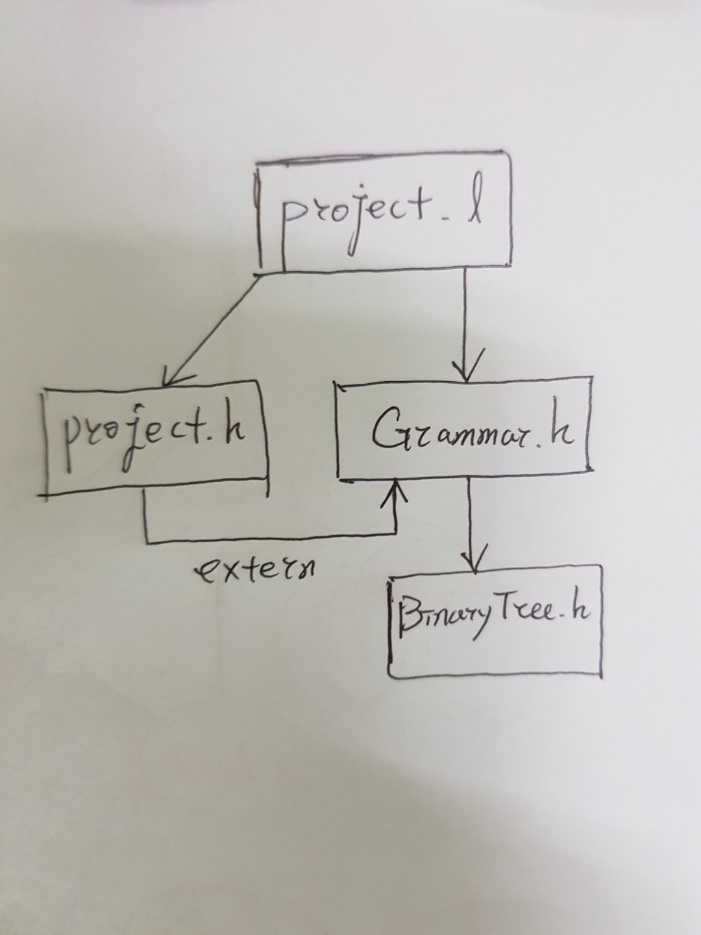 project.l
project.h
Grammar.h
extern
BinaryTree.h